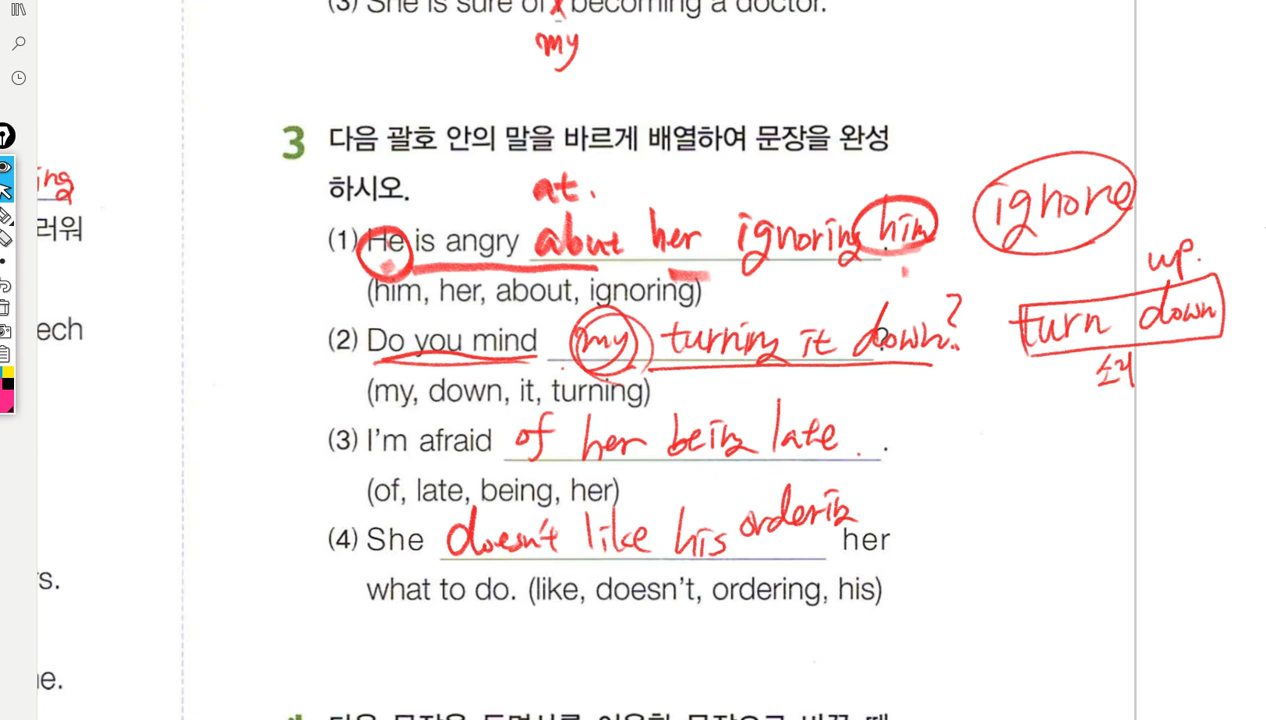 (3) She is sure of becoming a doctor.
my
3 다음 괄호 안의 말을 바르게 배열하여 문장을 완성
하시오.
at.
(1) He is angry about her ignoring him.
ignore
(him, her, about, ignoring)
up.
(2) Do you mind my turning it down?
turn down
소리
(my, down, it, turning)
(3) I'm afraid of her being late.
(of, late, being, her)
(4) She doesn't like his ordering her
what to do. (like, doesn't, ordering, his)
ing
러워
ech
s.
e.